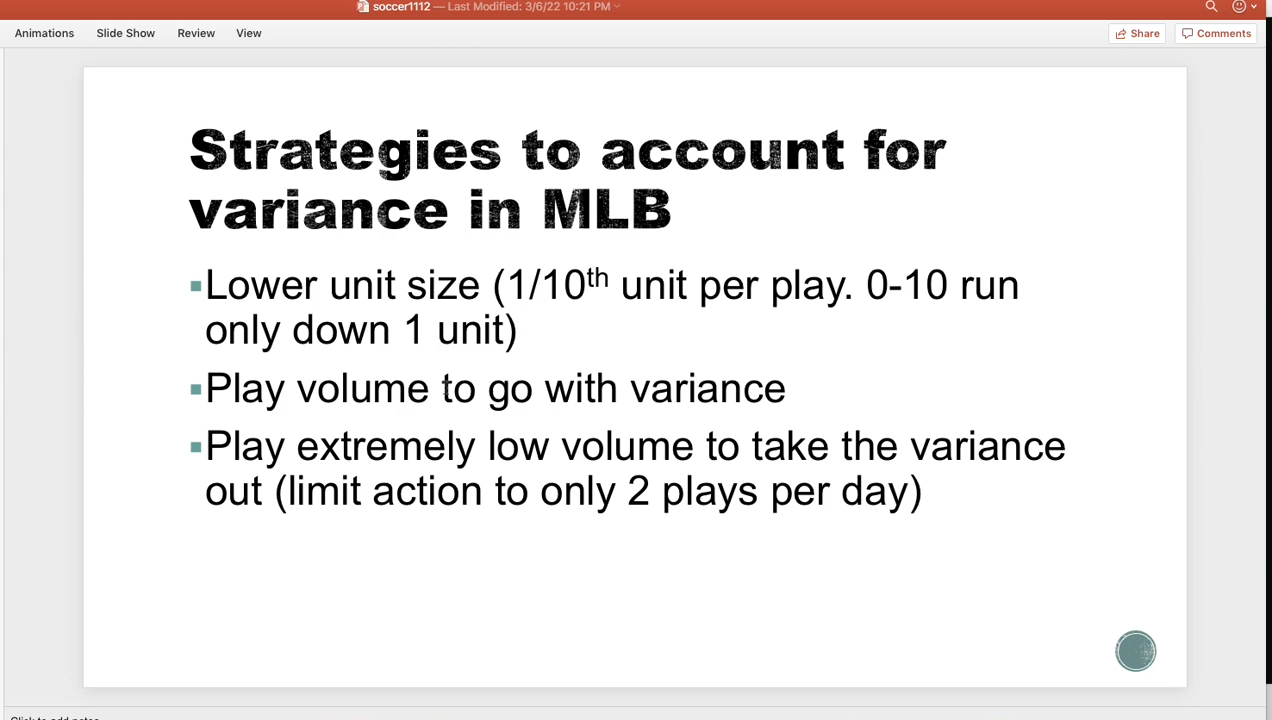 soccer1112 — Last Modified: 3/6/22 10:21 PM
Animations Slide Show Review View Share Comments
Strategies to account for
variance in MLB
Lower unit size (1/10th unit per play. 0-10 run
only down 1 unit)
Play volume to go with variance
Play extremely low volume to take the variance
out (limit action to only 2 plays per day)
Click to add notes